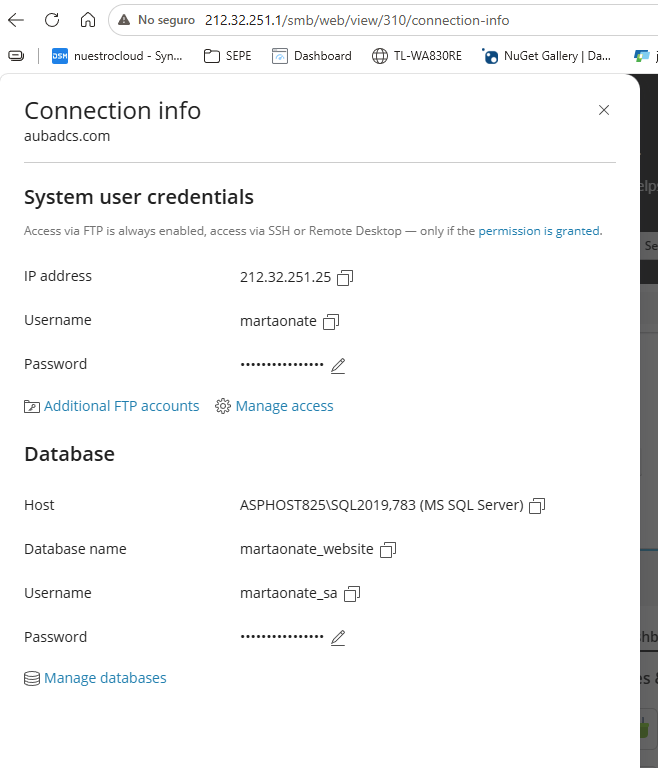 No seguro 212.32.251.1/smb/web/view/310/connection-info
nuestrocloud - Syn... SEPE Dashboard TL-WA830RE NuGet Gallery | Da...
Connection info
aubadcs.com
System user credentials
Access via FTP is always enabled, access via SSH or Remote Desktop — only if the permission is granted.
IP address 212.32.251.25
Username martaonate
Password ••••••••••••••••
Additional FTP accounts Manage access
Database
Host ASPHOST825\SQL2019,783 (MS SQL Server)
Database name martaonate_website
Username martaonate_sa
Password ••••••••••••••••
Manage databases